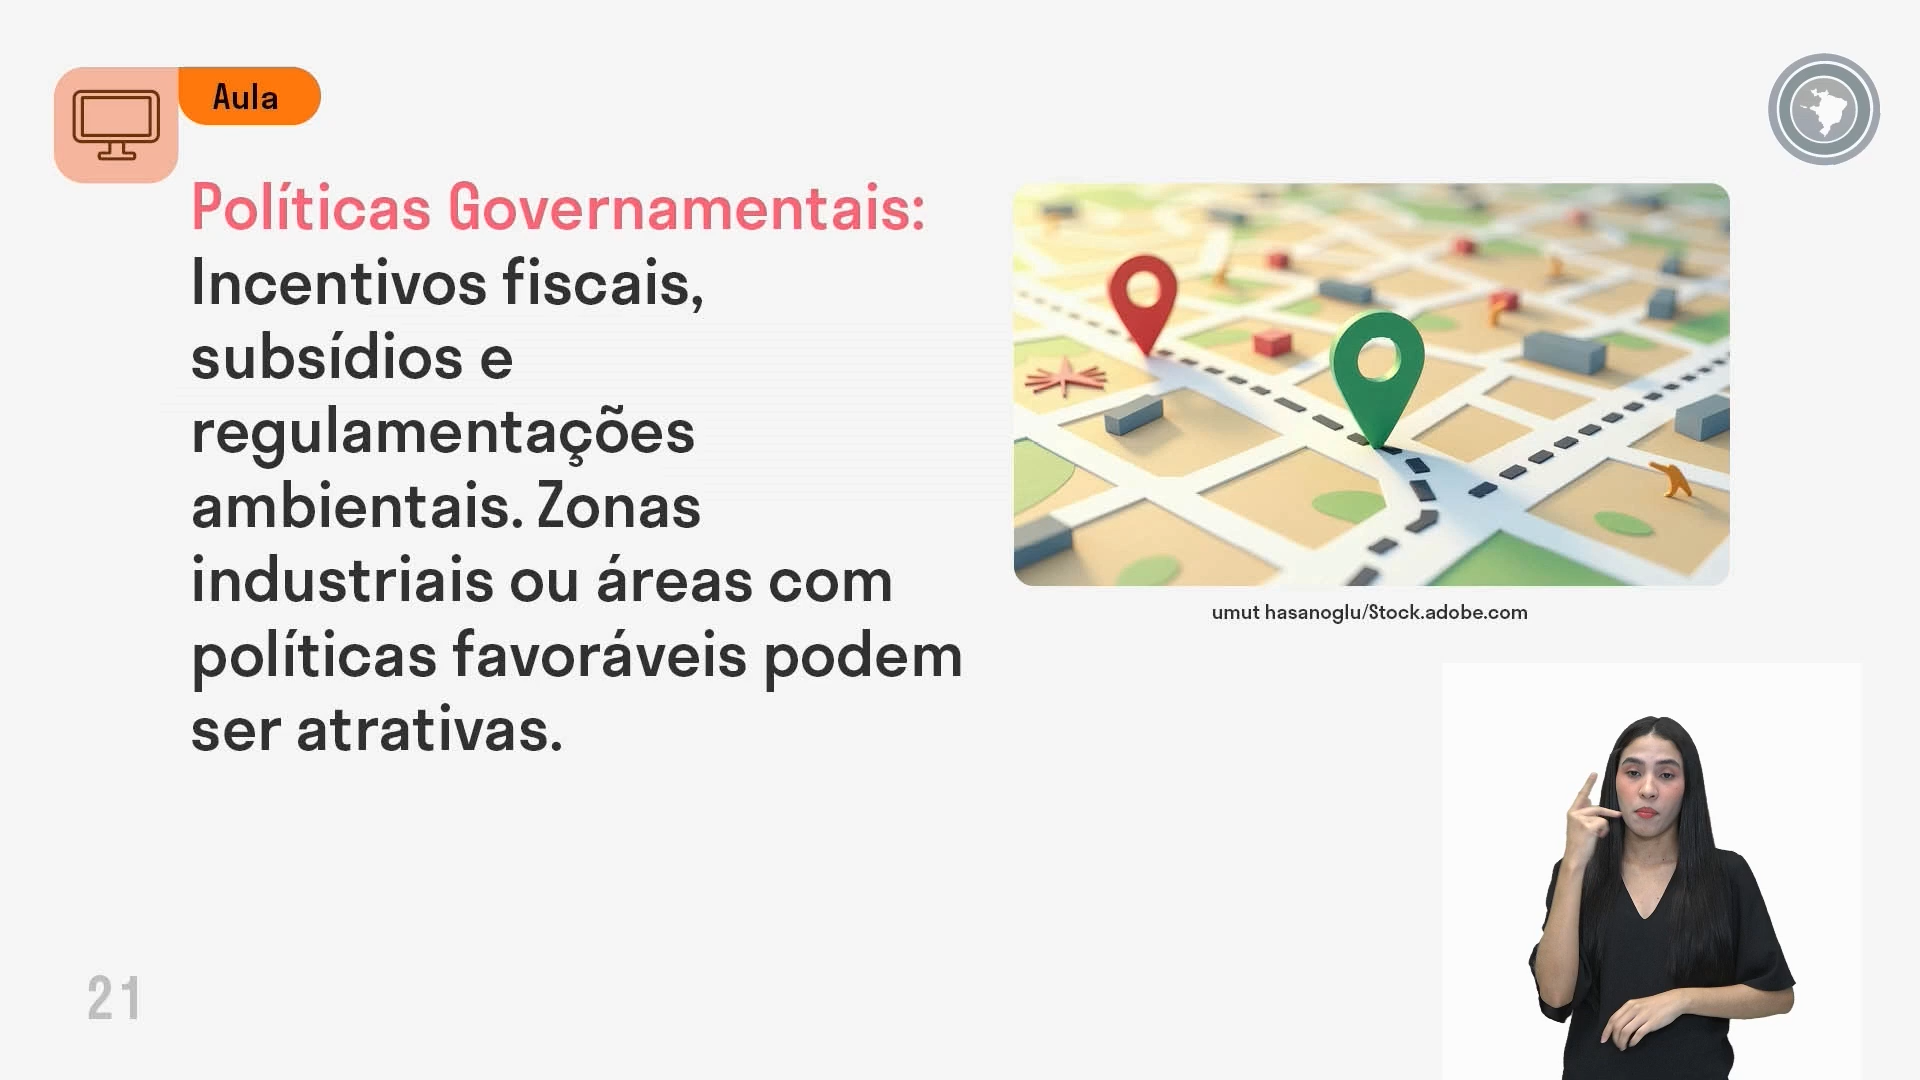 Aula
Políticas Governamentais:
Incentivos fiscais,
subsídios e
regulamentações
ambientais. Zonas
industriais ou áreas com
políticas favoráveis podem
ser atrativas.
umut hasanoglu/Stock.adobe.com
21